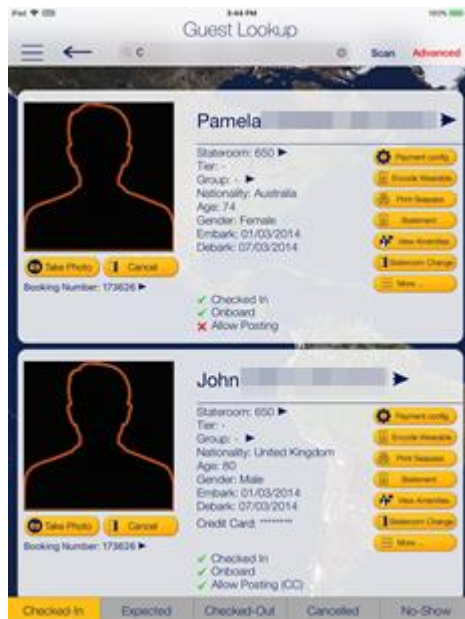 iPad
3:44 PM
100%
Guest Lookup
C
Scan
Advanced
Pamela
Stateroom: 650
Tier: -
Group: -
Nationality: Australia
Age: 74
Gender: Female
Embark: 01/03/2014
Debark: 07/03/2014
Payment config
Encode Wearable
Print Seapass
Statement
View Amenities
Stateroom Change
More ...
Take Photo
Cancel
Booking Number: 173626
Checked In
Onboard
Allow Posting
John
Stateroom: 650
Tier: -
Group: -
Nationality: United Kingdom
Age: 80
Gender: Male
Embark: 01/03/2014
Debark: 07/03/2014
Credit Card: ********
Payment config
Encode Wearable
Print Seapass
Statement
View Amenities
Stateroom Change
More ...
Take Photo
Cancel
Booking Number: 173626
Checked In
Onboard
Allow Posting (CC)
Checked-In
Expected
Checked-Out
Cancelled
No-Show